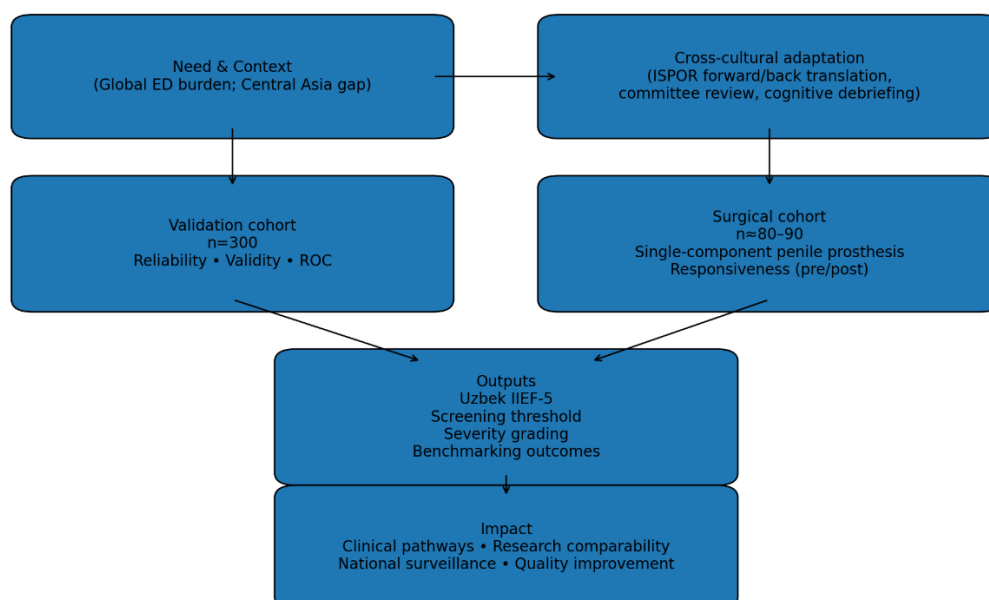 Need & Context
(Global ED burden; Central Asia gap)
Cross-cultural adaptation
(ISPOR forward/back translation,
committee review, cognitive debriefing)
Validation cohort
n=300
Reliability • Validity • ROC
Surgical cohort
n≈80–90
Single-component penile prosthesis
Responsiveness (pre/post)
Outputs
Uzbek IIEF-5
Screening threshold
Severity grading
Benchmarking outcomes
Impact
Clinical pathways • Research comparability
National surveillance • Quality improvement